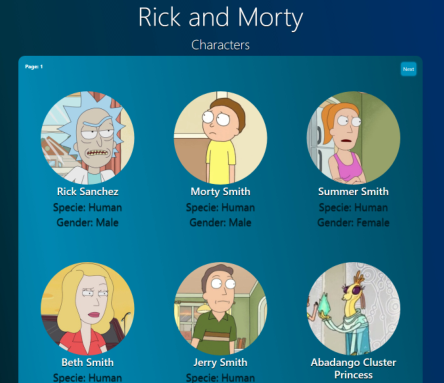 Rick and Morty
Characters
Page: 1
Next
Rick Sanchez
Morty Smith
Summer Smith
Specie: Human
Specie: Human
Specie: Human
Gender: Male
Gender: Male
Gender: Female
Beth Smith
Jerry Smith
Abadango Cluster
Princess
Specie: Human
Specie: Human